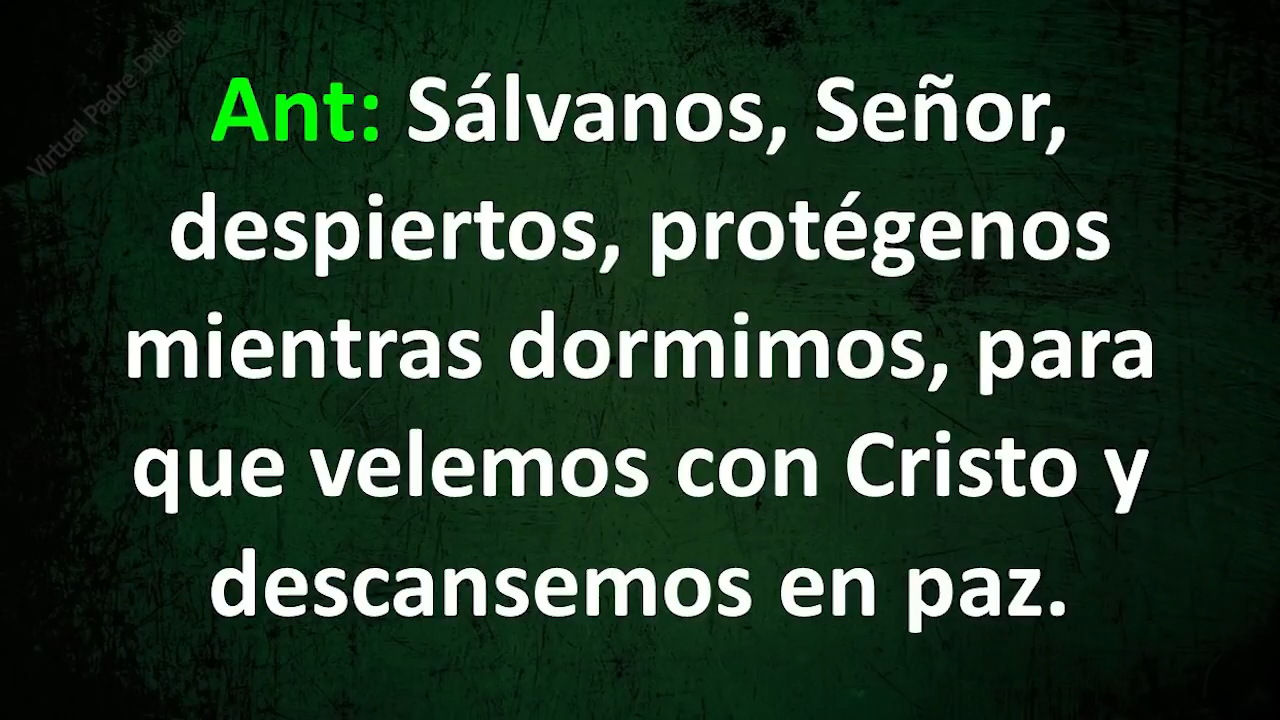 Virtual Padre Didier
Ant: Sálvanos, Señor,
despiertos, protégenos
mientras dormimos, para
que velemos con Cristo y
descansemos en paz.